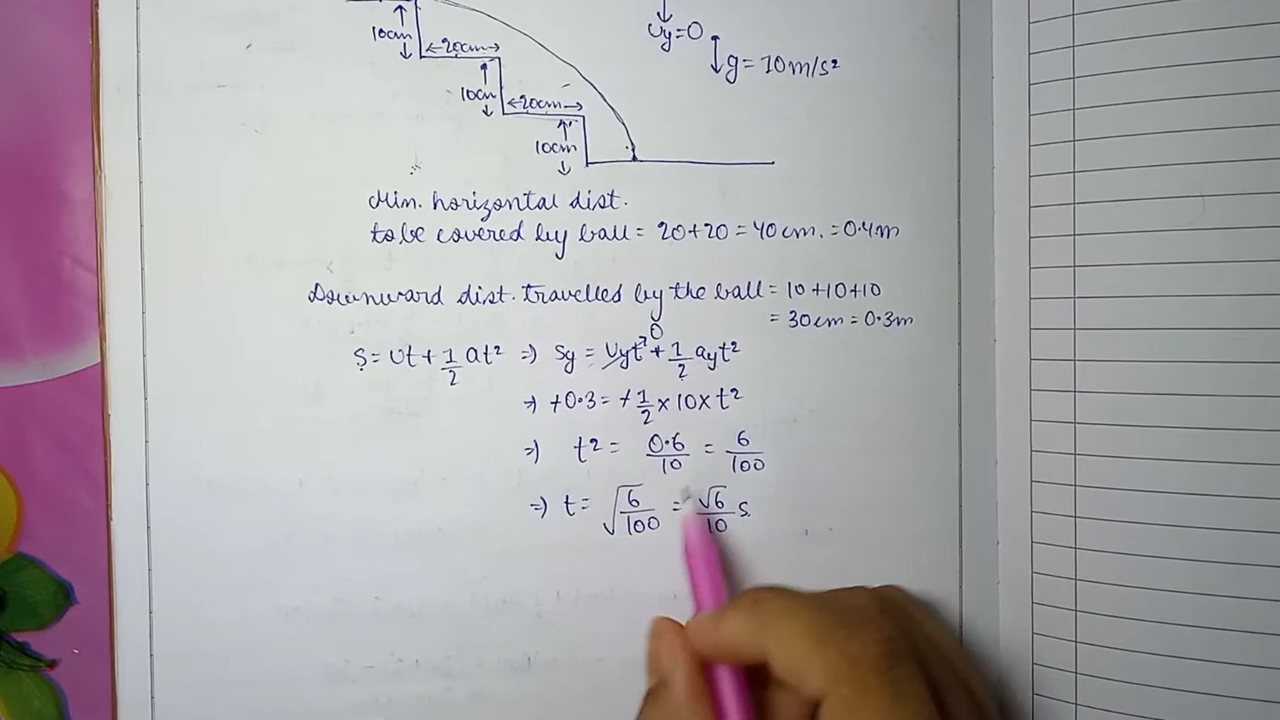 10cm
←20cm→
10cm
←20cm→
10cm
Uy=0
g= 10m/s²
Min. horizontal dist.
to be covered by ball = 20+20 = 40cm. = 0.4m
Downward dist. travelled by the ball = 10+10+10
= 30cm = 0.3m
S = Ut + 1/2 at² ⇒ Sy = Uyt + 1/2 ayt²
0
⇒ +0.3 = + 1/2 × 10 × t²
⇒ t² = 0.6/10 = 6/100
⇒ t = √6/100 = √6/10 s.